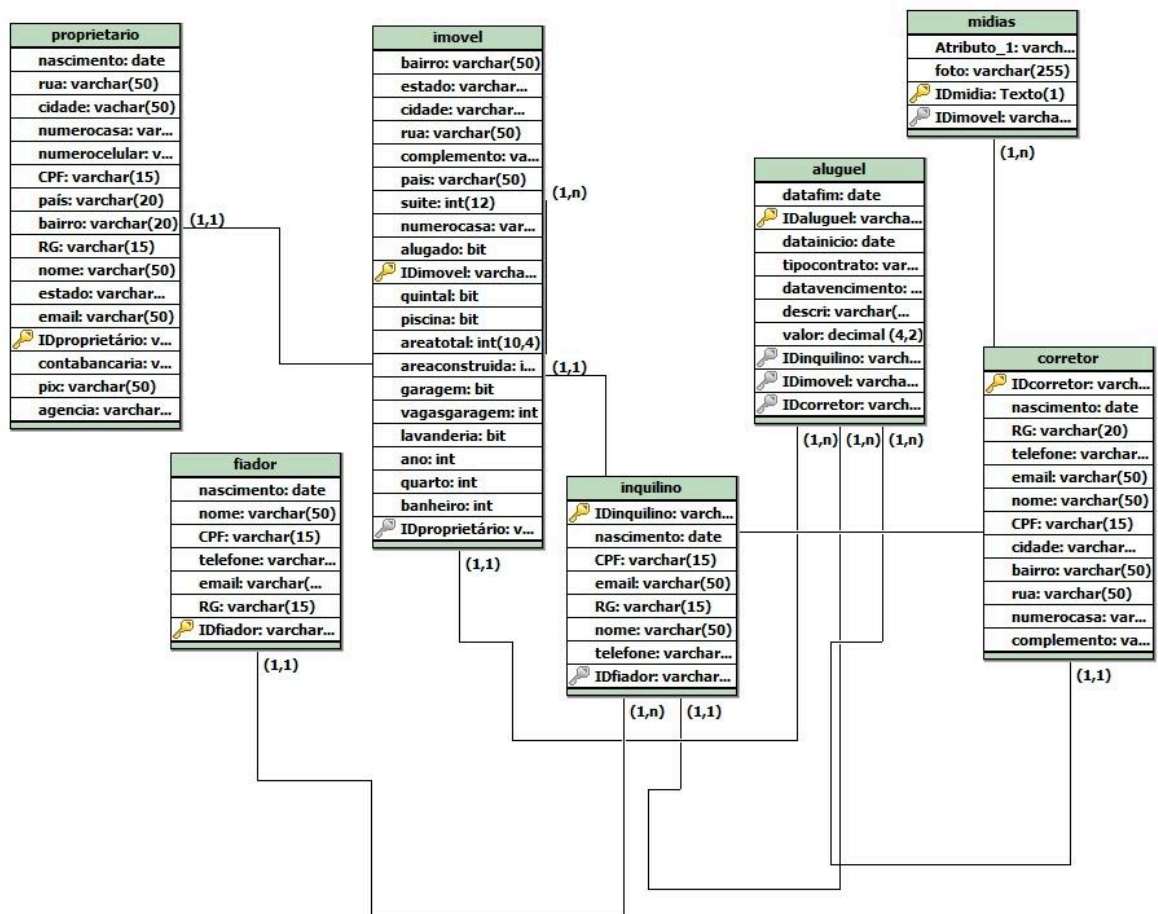 proprietario
nascimento: date
rua: varchar(50)
cidade: vachar(50)
numerocasa: var...
numerocelular: v...
CPF: varchar(15)
país: varchar(20)
bairro: varchar(20)
RG: varchar(15)
nome: varchar(50)
estado: varchar...
email: varchar(50)
IDproprietário: v...
contabancaria: v...
pix: varchar(50)
agencia: varchar...
(1,1)
imovel
bairro: varchar(50)
estado: varchar...
cidade: varchar...
rua: varchar(50)
complemento: va...
pais: varchar(50)
suite: int(12)
numerocasa: var...
alugado: bit
IDimovel: varcha...
quintal: bit
piscina: bit
areatotal: int(10,4)
areaconstruida: i...
garagem: bit
vagasgaragem: int
lavanderia: bit
ano: int
quarto: int
banheiro: int
IDproprietário: v...
(1,n)
(1,1)
(1,1)
midias
Atributo_1: varch...
foto: varchar(255)
IDmidia: Texto(1)
IDimovel: varcha...
(1,n)
aluguel
datafim: date
IDaluguel: varcha...
datainicio: date
tipocontrato: var...
datavencimento: ...
descri: varchar(...
valor: decimal (4,2)
IDinquilino: varch...
IDimovel: varcha...
IDcorretor: varch...
(1,n) (1,n) (1,n)
corretor
IDcorretor: varch...
nascimento: date
RG: varchar(20)
telefone: varchar...
email: varchar(50)
nome: varchar(50)
CPF: varchar(15)
cidade: varchar...
bairro: varchar(50)
rua: varchar(50)
numerocasa: var...
complemento: va...
(1,1)
fiador
nascimento: date
nome: varchar(50)
CPF: varchar(15)
telefone: varchar...
email: varchar(...
RG: varchar(15)
IDfiador: varchar...
(1,1)
inquilino
IDinquilino: varch...
nascimento: date
CPF: varchar(15)
email: varchar(50)
RG: varchar(15)
nome: varchar(50)
telefone: varchar...
IDfiador: varchar...
(1,n) (1,1)